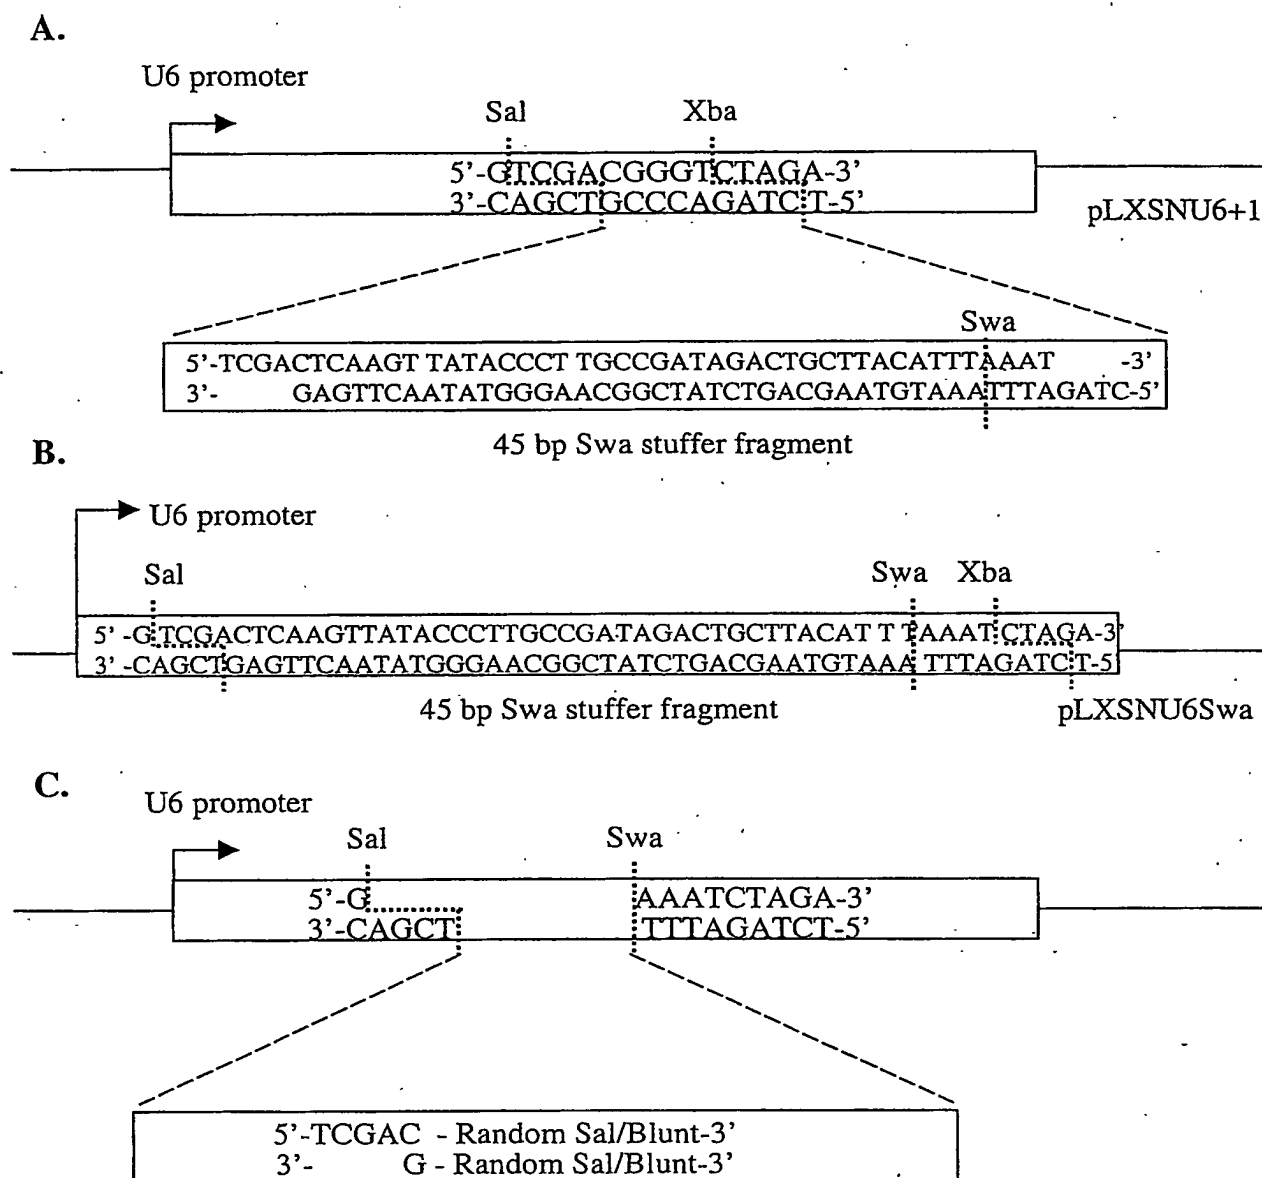 A.
U6 promoter
Sal Xba
5’-GTCGACGGGTCTAGA-3’
3’-CAGCTGCCCAGATCT-5’
pLXSNU6+1
Swa
5’-TCGACTCAAGT TATACCCT TGCCGATAGACTGCTTACATTTAAAT -3’
3’- GAGTTCAATATGGGAACGGCTATCTGACGAATGTAAATTTAGATC-5’
45 bp Swa stuffer fragment
B.
U6 promoter
Sal Swa Xba
5’ -GTCGACTCAAGTTATACCCTTGCCGATAGACTGCTTACAT T TAAATCTAGA-3’
3’ -CAGCTGAGTTCAATATGGGAACGGCTATCTGACGAATGTAAA TTTAGATCT-5
45 bp Swa stuffer fragment pLXSNU6Swa
C.
U6 promoter
Sal Swa
5’-G AAATCTAGA-3’
3’-CAGCT TTTAGATCT-5’
5’-TCGAC - Random Sal/Blunt-3’
3’- G - Random Sal/Blunt-3’